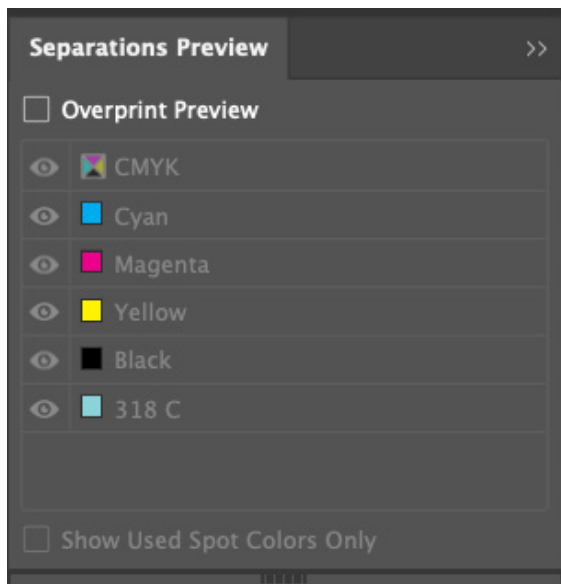 Separations Preview
Overprint Preview
CMYK
Cyan
Magenta
Yellow
Black
318 C
Show Used Spot Colors Only